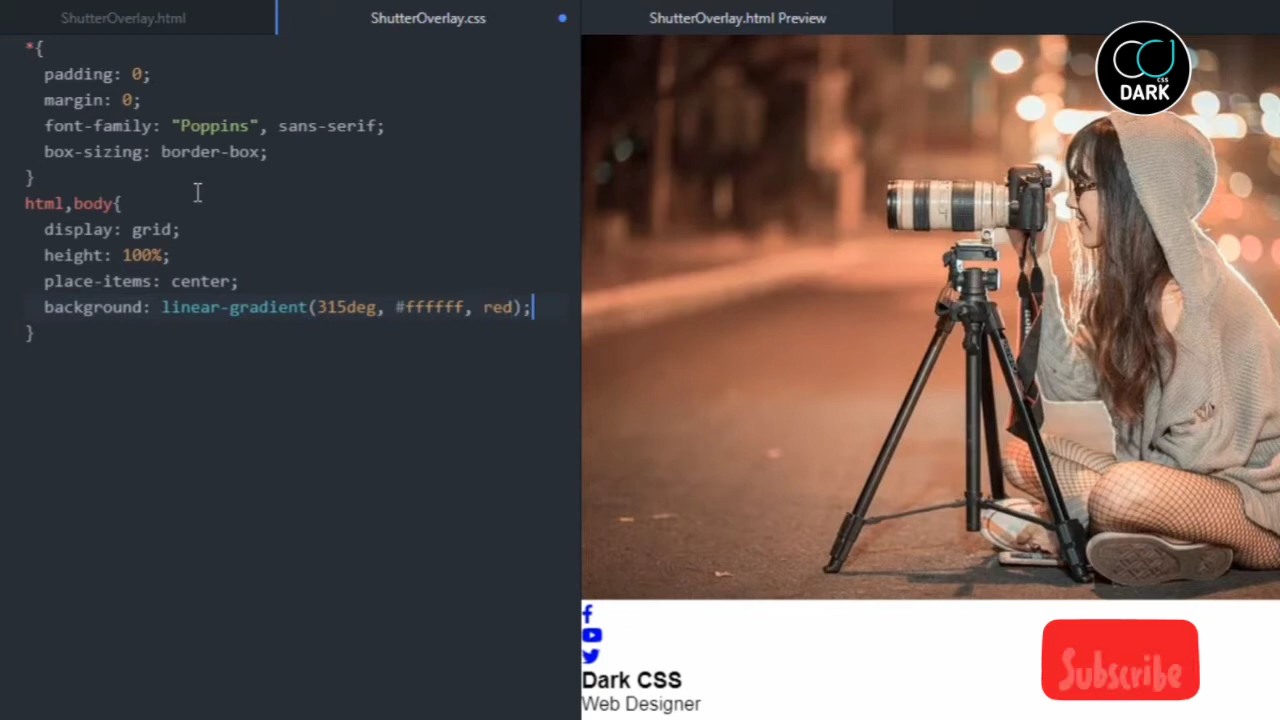 ShutterOverlay.html
ShutterOverlay.css
ShutterOverlay.html Preview
*{
padding: 0;
margin: 0;
font-family: "Poppins", sans-serif;
box-sizing: border-box;
}
html,body{
display: grid;
height: 100%;
place-items: center;
background: linear-gradient(315deg, #ffffff, red);
}
CSS
DARK
Dark CSS
Web Designer
Subscribe